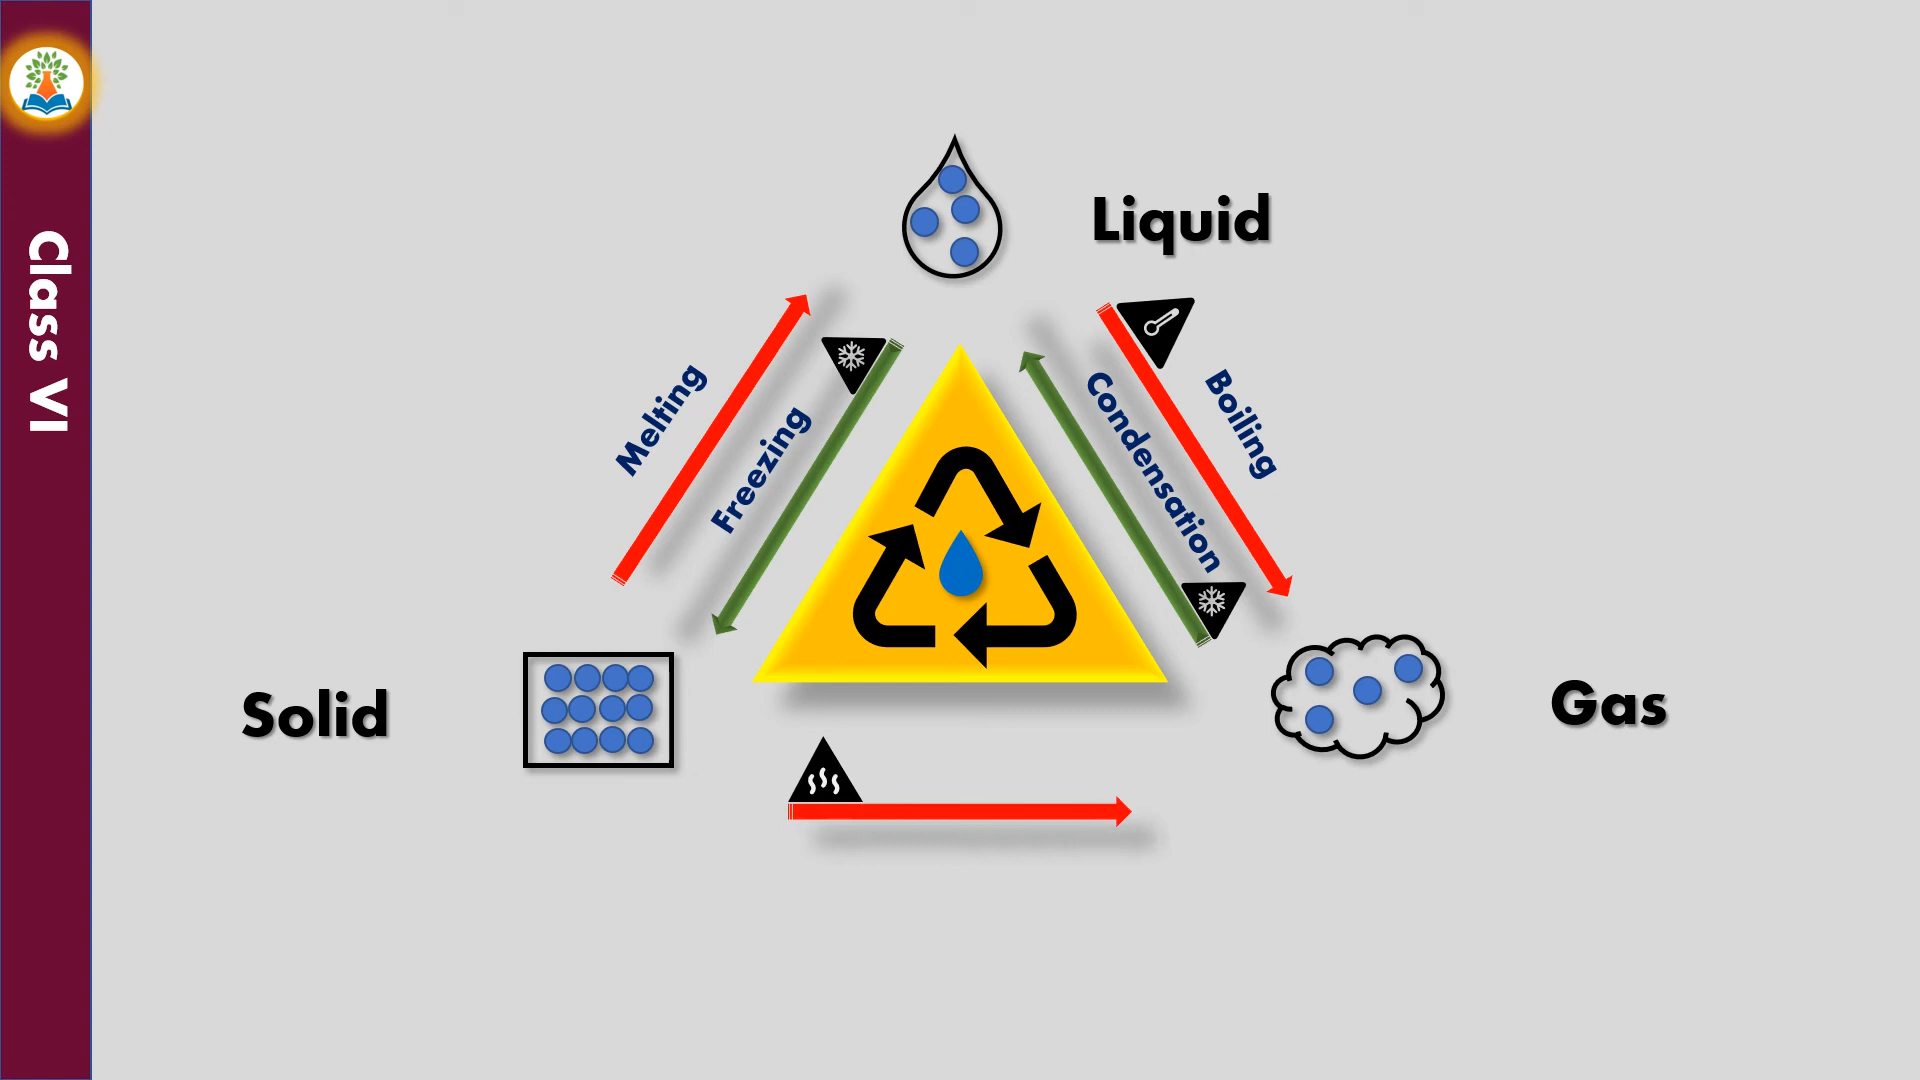 Class VI
Liquid
Melting
Freezing
Condensation
Boiling
Solid
Gas